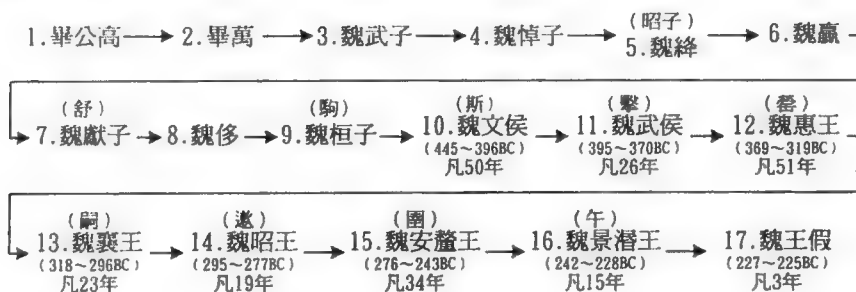 (昭子)
1.畢公高→2.畢萬→3.魏武子→4.魏悼子→5.魏絳→6.魏贏
(舒) (駒) (斯) (擊) (罃)
7.魏獻子→8.魏侈→9.魏桓子→10.魏文侯→11.魏武侯→12.魏惠王
(445~396BC) (395~370BC) (369~319BC)
凡50年 凡26年 凡51年
(嗣) (遫) (圉) (午)
13.魏襄王→14.魏昭王→15.魏安釐王→16.魏景湣王→17.魏王假
(318~296BC) (295~277BC) (276~243BC) (242~228BC) (227~225BC)
凡23年 凡19年 凡34年 凡15年 凡3年